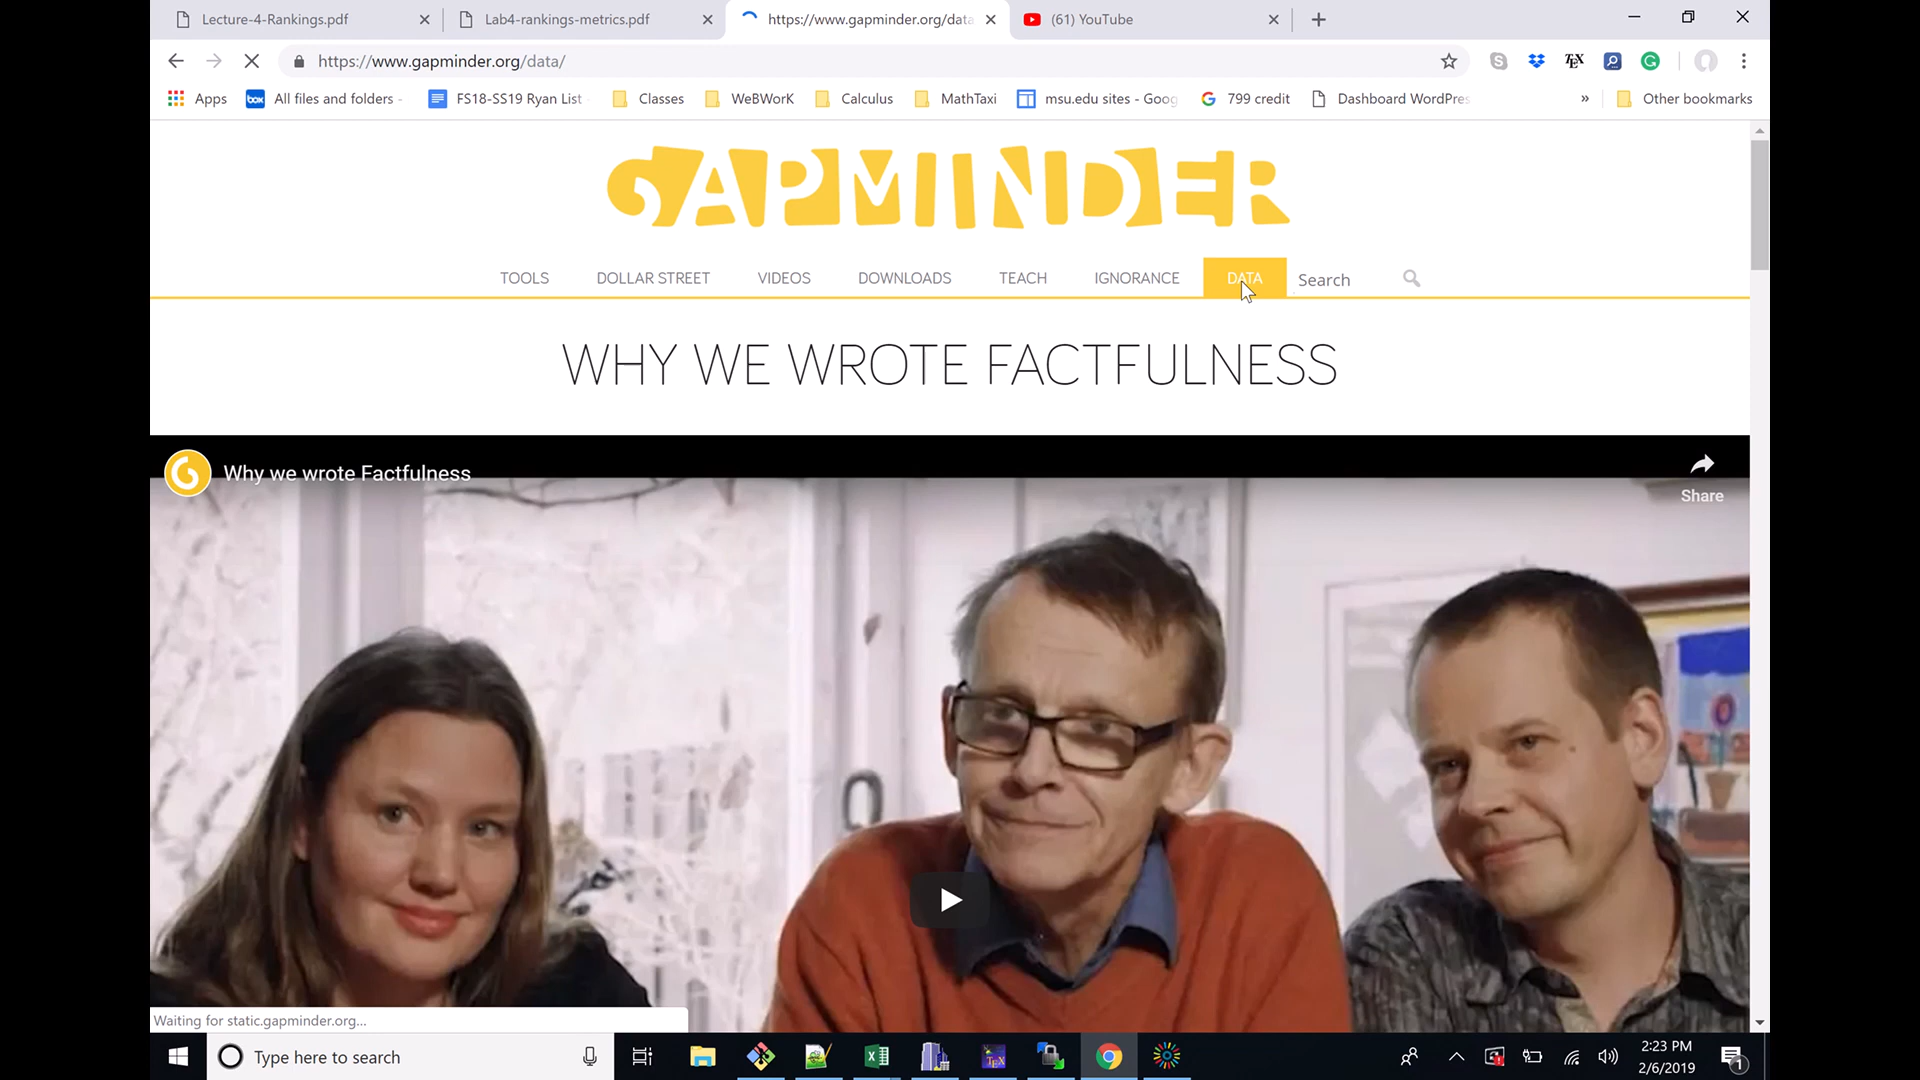 Lecture-4-Rankings.pdf
Lab4-rankings-metrics.pdf
https://www.gapminder.org/data
(61) YouTube
https://www.gapminder.org/data/
Apps
box
All files and folders -
FS18-SS19 Ryan List
Classes
WeBWorK
Calculus
MathTaxi
msu.edu sites - Goog
799 credit
Dashboard WordPres
»
Other bookmarks
GAPMINDER
TOOLS
DOLLAR STREET
VIDEOS
DOWNLOADS
TEACH
IGNORANCE
DATA
Search
WHY WE WROTE FACTFULNESS
Why we wrote Factfulness
Share
Waiting for static.gapminder.org...
Type here to search
2:23 PM
2/6/2019
1